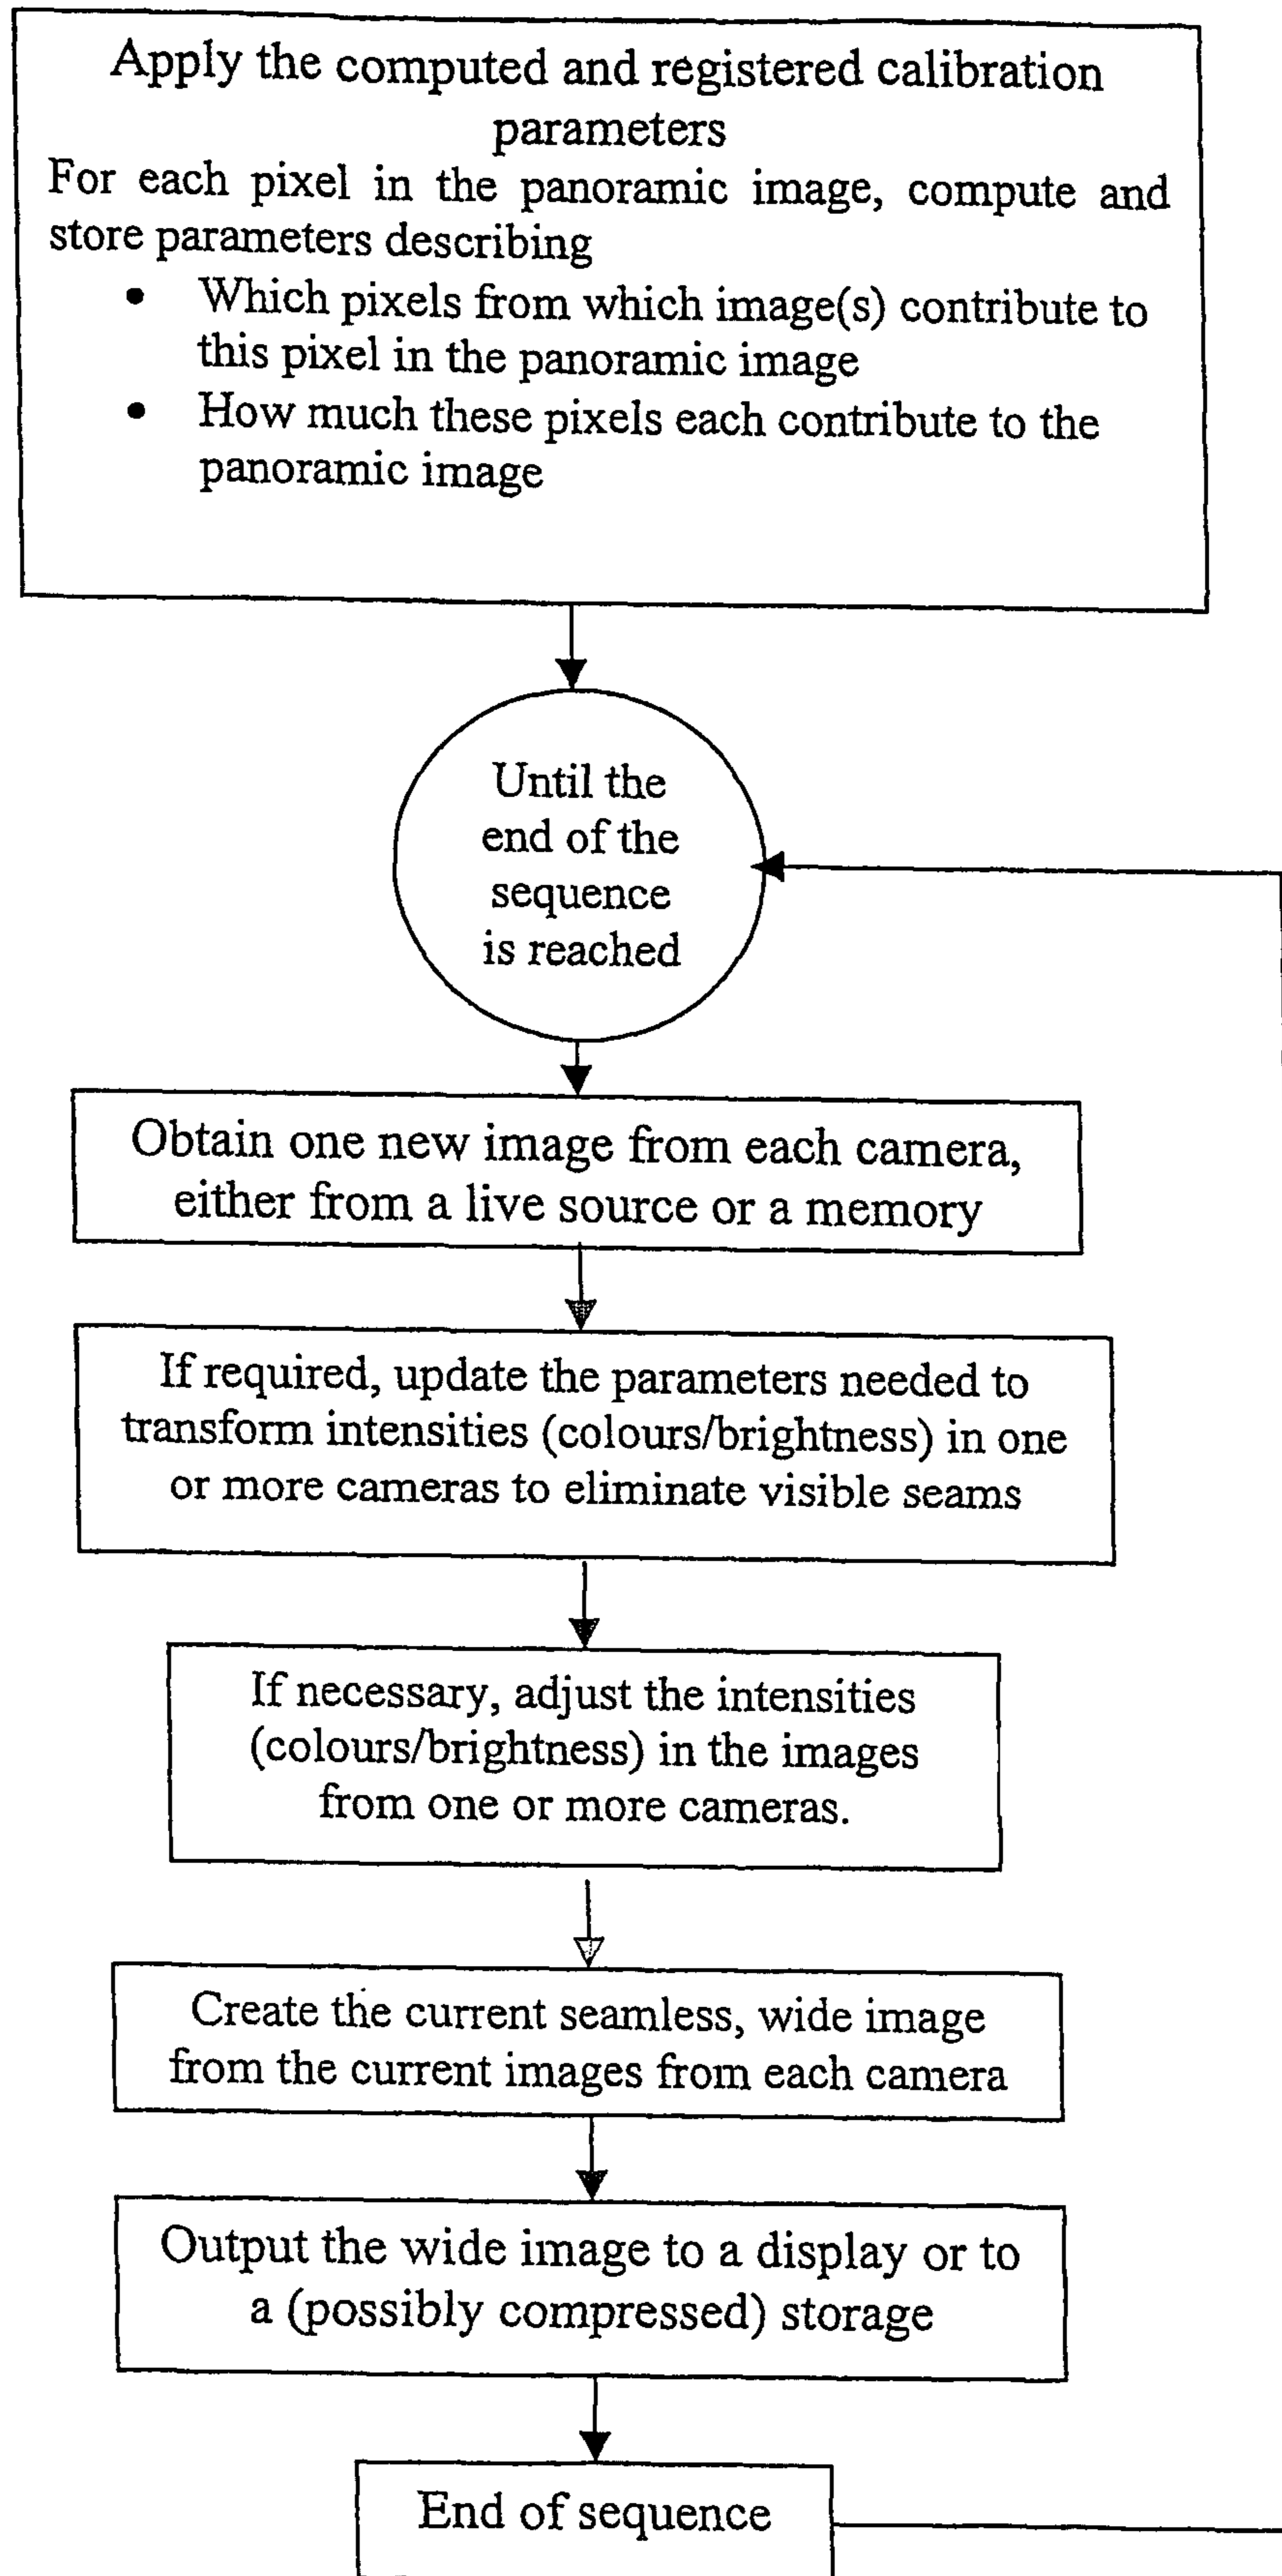 Apply the computed and registered calibration
parameters
For each pixel in the panoramic image, compute and
store parameters describing
• Which pixels from which image(s) contribute to
this pixel in the panoramic image
• How much these pixels each contribute to the
panoramic image
Until the
end of the
sequence
is reached
Obtain one new image from each camera,
either from a live source or a memory
If required, update the parameters needed to
transform intensities (colours/brightness) in one
or more cameras to eliminate visible seams
If necessary, adjust the intensities
(colours/brightness) in the images
from one or more cameras.
Create the current seamless, wide image
from the current images from each camera
Output the wide image to a display or to
a (possibly compressed) storage
End of sequence